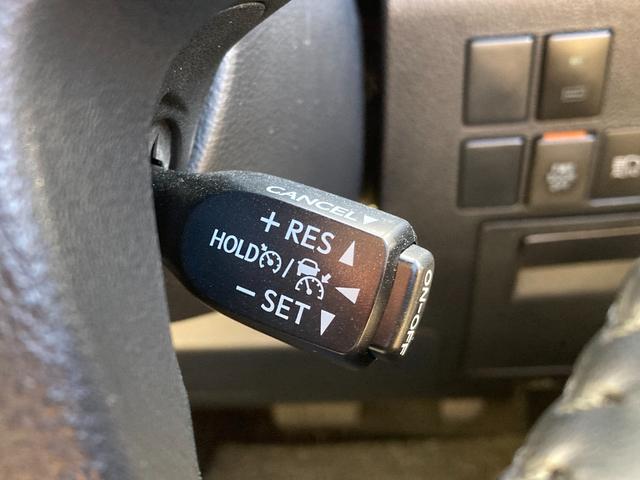 CANCEL▼
+ RES ▲
HOLD /
− SET ▼
ON-OFF